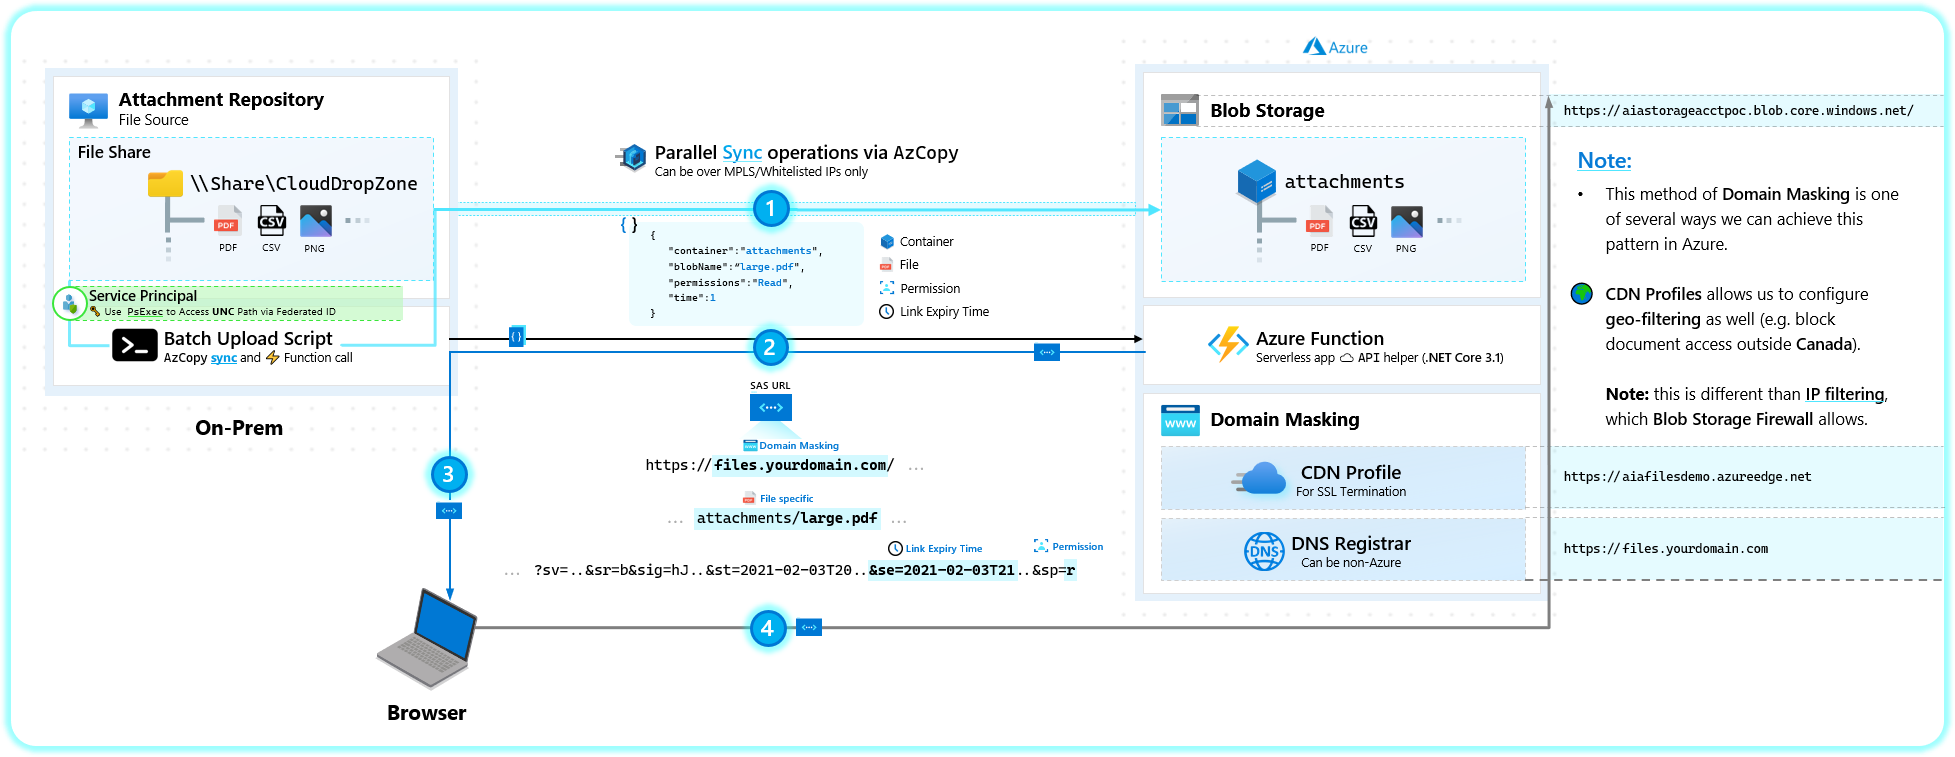 Azure
Attachment Repository
File Source
File Share
\\Share\CloudDropZone
PDF
CSV
PNG
PDF
CSV
Service Principal
Use PsExec to Access UNC Path via Federated ID
Batch Upload Script
AzCopy sync and Function call
On-Prem
Parallel Sync operations via AzCopy
Can be over MPLS/Whitelisted IPs only
1
{ }
{
"container":"attachments",
"blobName":“large.pdf",
"permissions":"Read",
"time":1
}
Container
File
Permission
Link Expiry Time
PDF
{}
2
<···>
SAS URL
<···>
www
Domain Masking
https://files.yourdomain.com/ ...
PDF
File specific
... attachments/large.pdf ...
Link Expiry Time
Permission
... ?sv=..&sr=b&sig=hJ..&st=2021-02-03T20..&se=2021-02-03T21..&sp=r
3
<···>
4
<···>
Browser
Blob Storage
attachments
PDF
CSV
PNG
PDF
CSV
Azure Function
Serverless app API helper (.NET Core 3.1)
www
Domain Masking
CDN Profile
For SSL Termination
DNS
DNS Registrar
Can be non-Azure
https://aiastorageacctpoc.blob.core.windows.net/
Note:
• This method of Domain Masking is one
of several ways we can achieve this
pattern in Azure.
CDN Profiles allows us to configure
geo-filtering as well (e.g. block
document access outside Canada).
Note: this is different than IP filtering,
which Blob Storage Firewall allows.
https://aiafilesdemo.azureedge.net
https://files.yourdomain.com